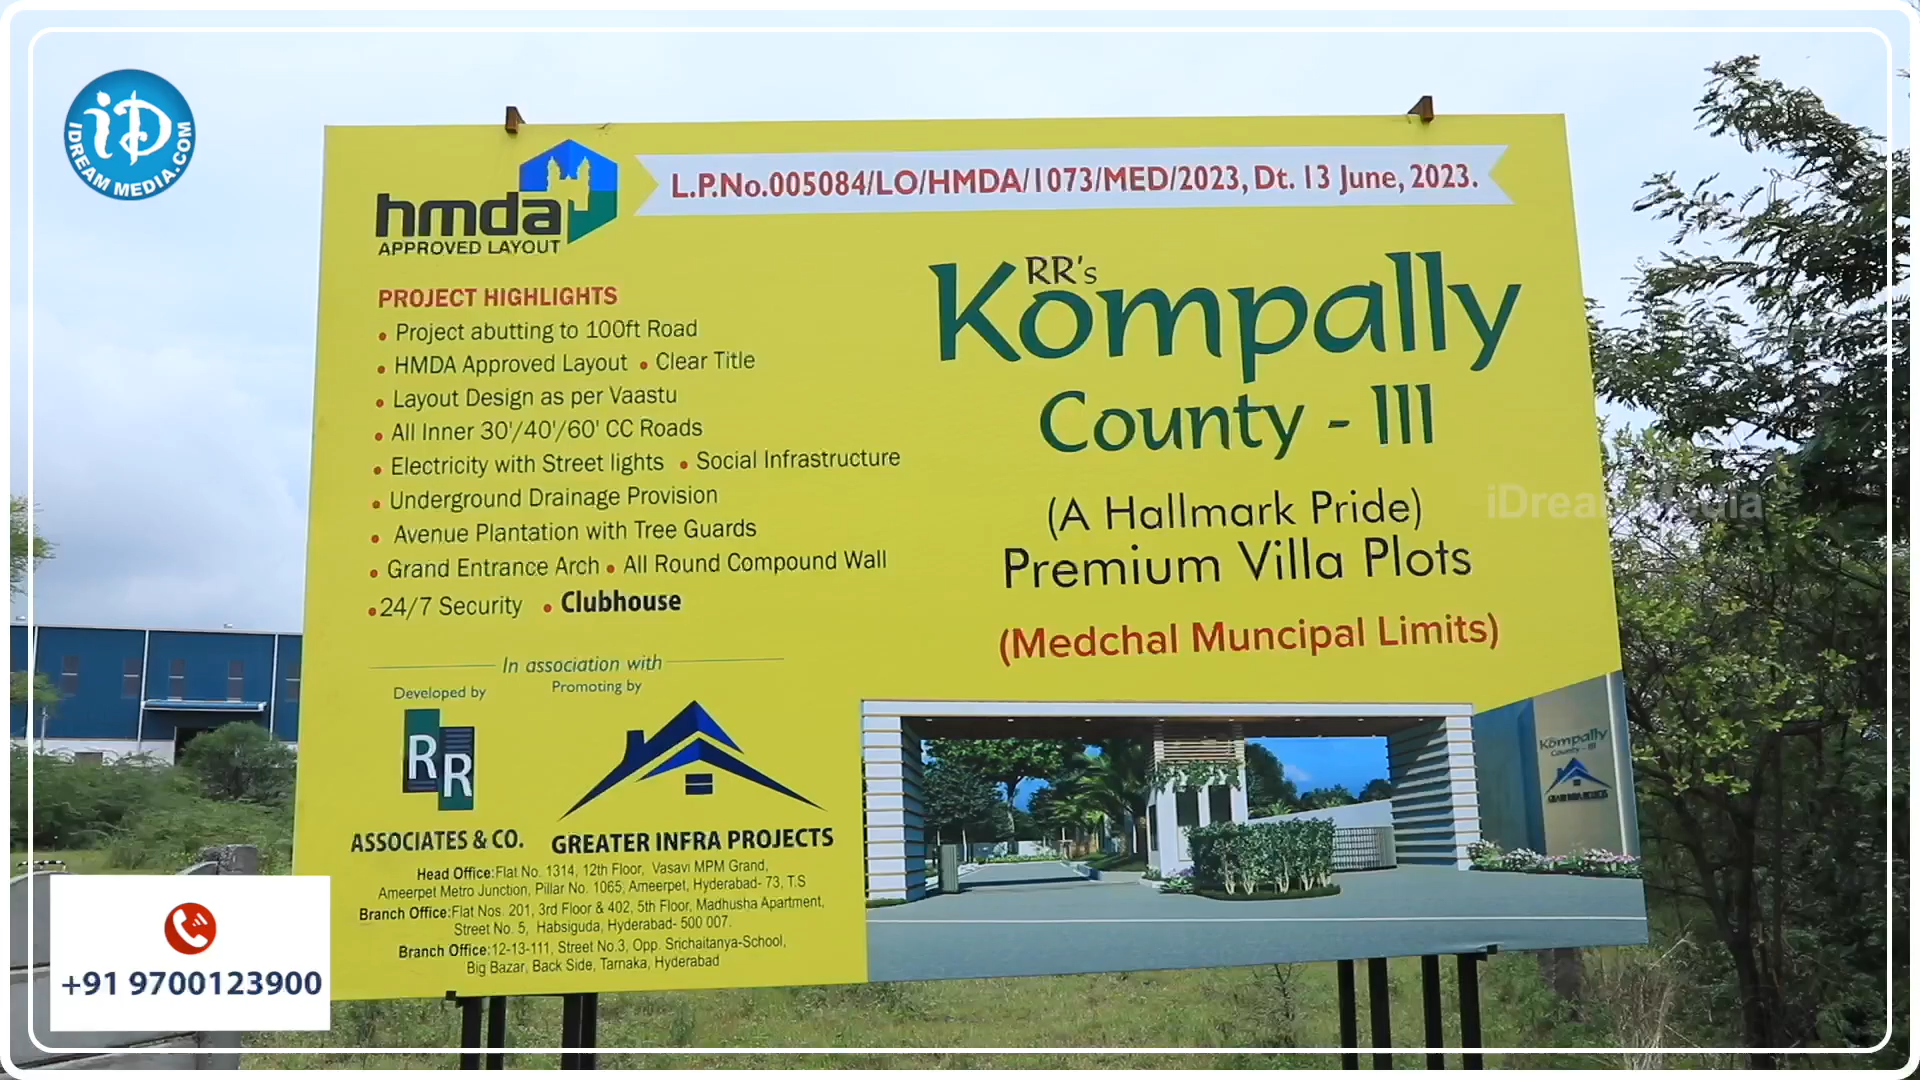 iD
IDREAM MEDIA.COM
hmda
APPROVED LAYOUT
L.P.No.005084/LO/HMDA/1073/MED/2023, Dt. 13 June, 2023.
PROJECT HIGHLIGHTS
• Project abutting to 100ft Road
• HMDA Approved Layout • Clear Title
• Layout Design as per Vaastu
• All Inner 30'/40'/60' CC Roads
• Electricity with Street lights • Social Infrastructure
• Underground Drainage Provision
• Avenue Plantation with Tree Guards
• Grand Entrance Arch • All Round Compound Wall
• 24/7 Security • Clubhouse
RR's
Kompally
County - III
(A Hallmark Pride)
Premium Villa Plots
(Medchal Muncipal Limits)
iDream Media
In association with
Developed by
Promoting by
RR
ASSOCIATES & CO.
GREATER INFRA PROJECTS
Head Office:Flat No. 1314, 12th Floor, Vasavi MPM Grand,
Ameerpet Metro Junction, Pillar No. 1065, Ameerpet, Hyderabad- 73, T.S
Branch Office:Flat Nos. 201, 3rd Floor & 402, 5th Floor, Madhusha Apartment,
Street No. 5, Habsiguda, Hyderabad- 500 007.
Branch Office:12-13-111, Street No.3, Opp. Srichaitanya-School,
Big Bazar, Back Side, Tarnaka, Hyderabad
Kompally
County - III
GREATER INFRA PROJECTS
+91 9700123900